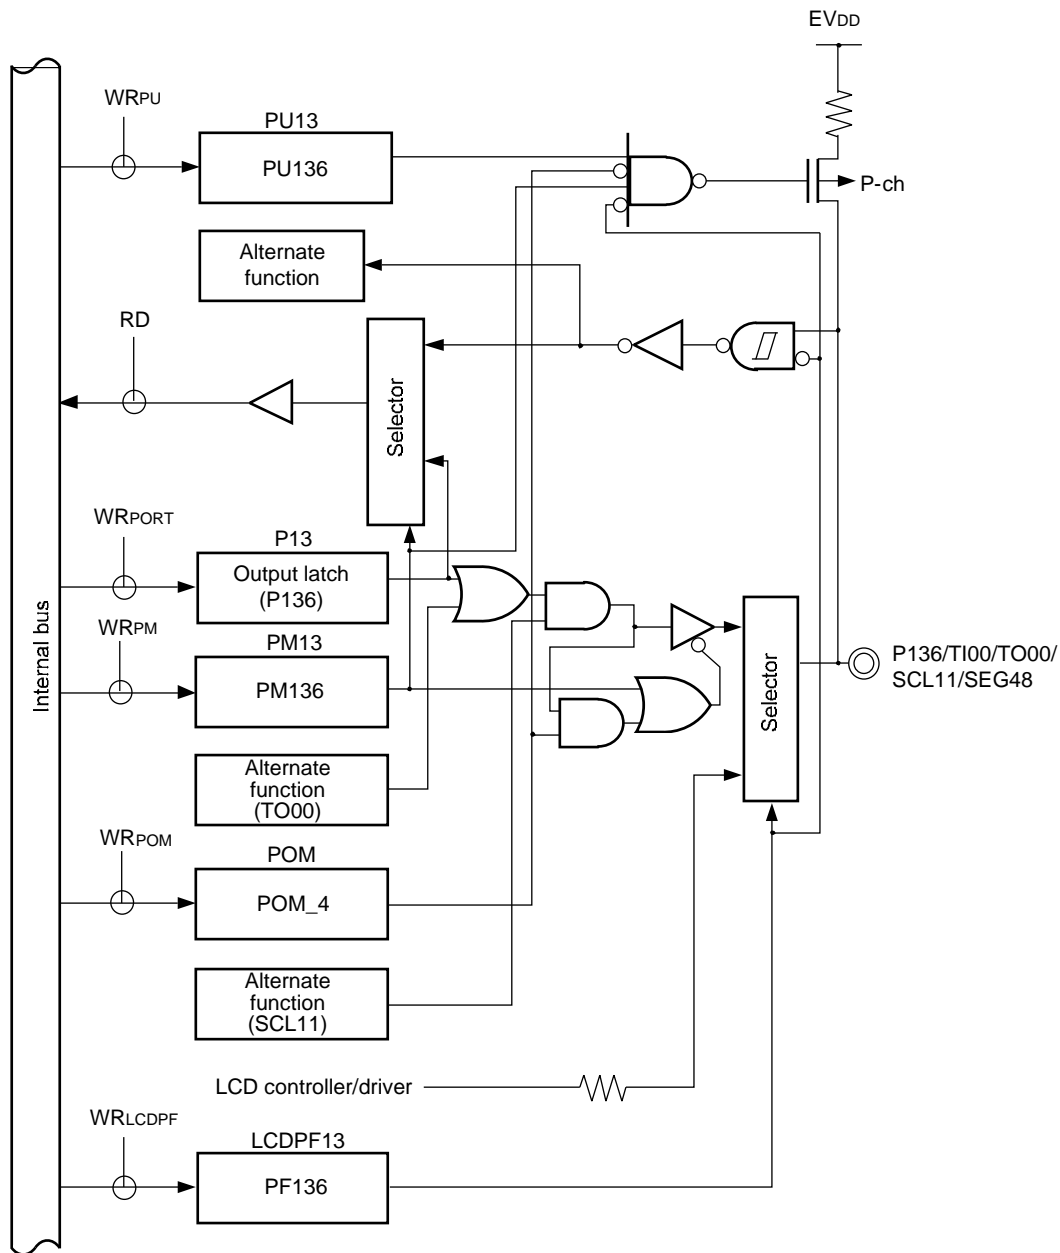 EVDD
WRPU
PU13
PU136
P-ch
Alternate
function
RD
Selector
WRPORT
P13
Output latch
(P136)
Internal bus
WRPM
PM13
PM136
Selector
P136/TI00/TO00/
SCL11/SEG48
Alternate
function
(TO00)
WRPOM
POM
POM_4
Alternate
function
(SCL11)
LCD controller/driver
WRLCDPF
LCDPF13
PF136